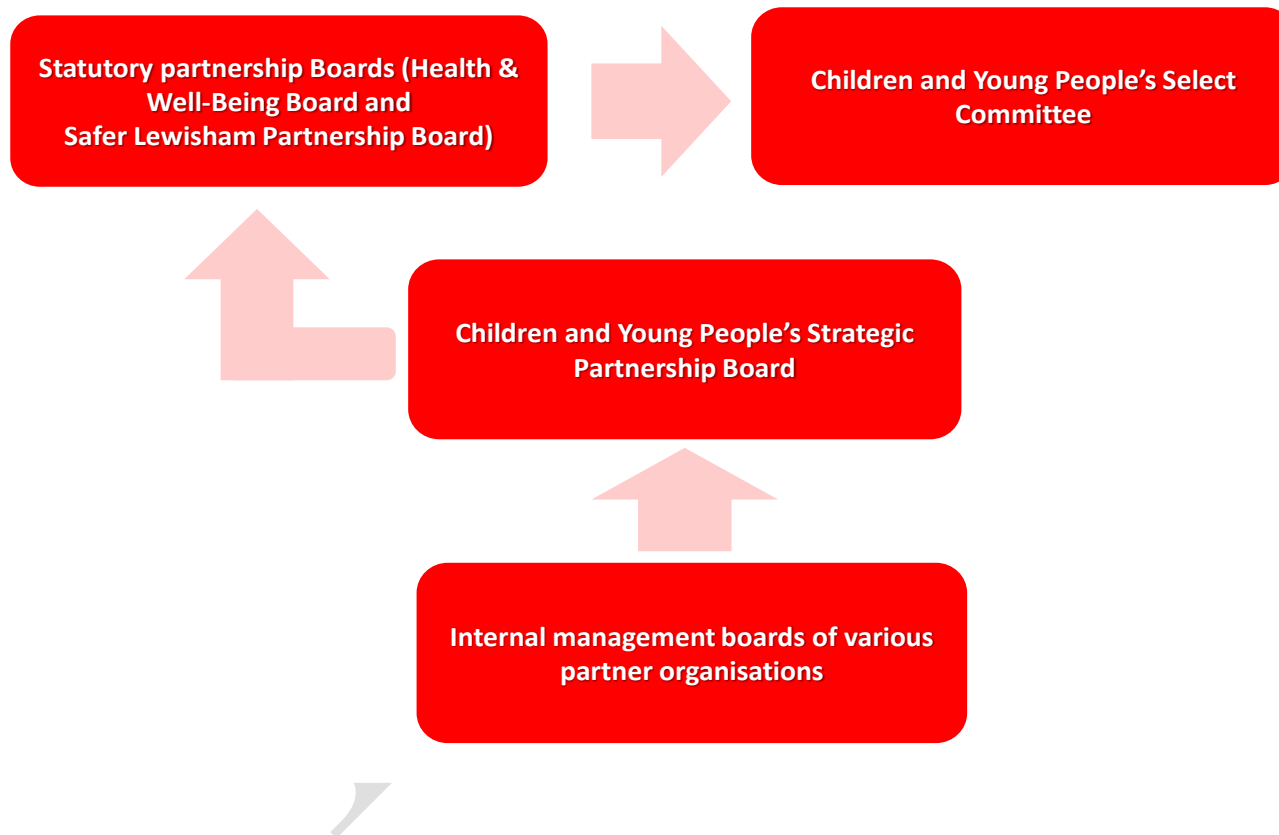 Statutory partnership Boards (Health &
Well-Being Board and
Safer Lewisham Partnership Board)
Children and Young People’s Select
Committee
Children and Young People’s Strategic
Partnership Board
Internal management boards of various
partner organisations